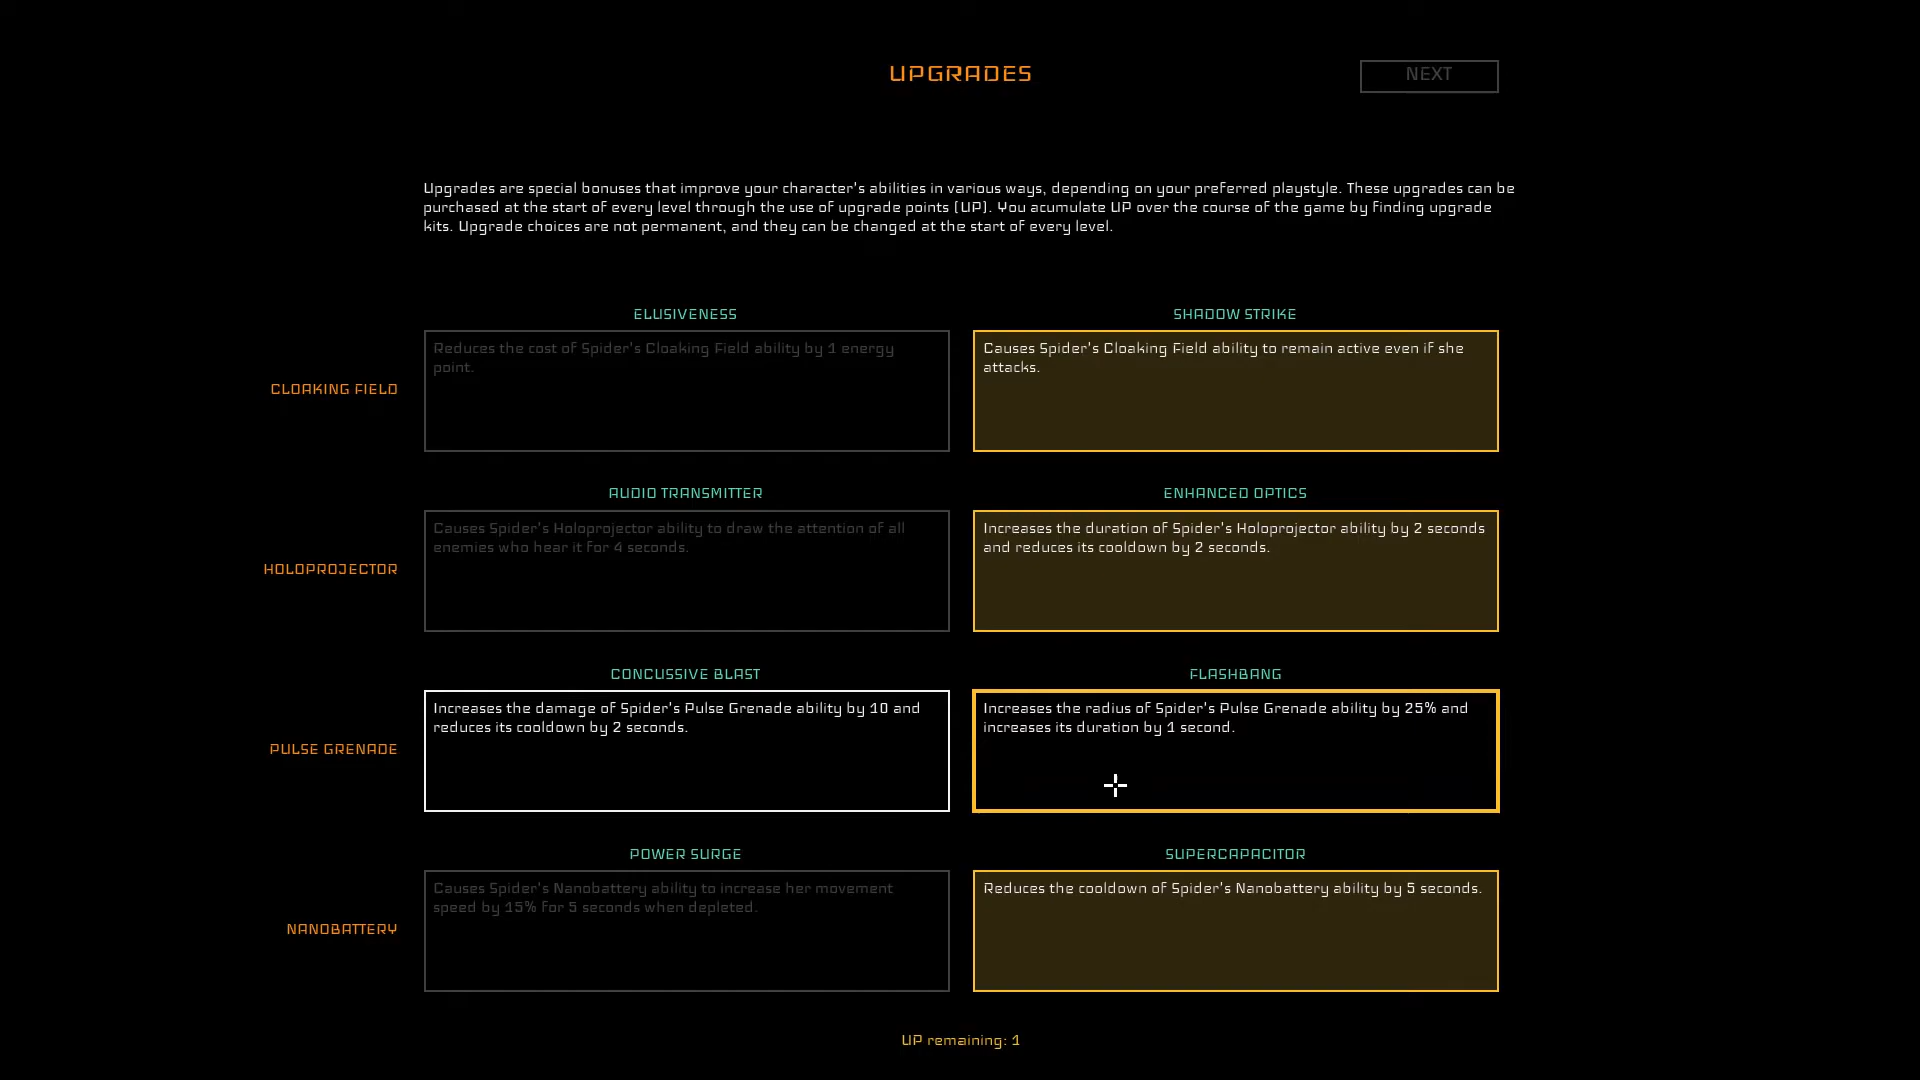 UPGRADES
NEXT
Upgrades are special bonuses that improve your character's abilities in various ways, depending on your preferred playstyle. These upgrades can be
purchased at the start of every level through the use of upgrade points (UP). You acumulate UP over the course of the game by finding upgrade
kits. Upgrade choices are not permanent, and they can be changed at the start of every level.
CLOAKING FIELD
ELUSIVENESS
Reduces the cost of Spider's Cloaking Field ability by 1 energy
point.
SHADOW STRIKE
Causes Spider's Cloaking Field ability to remain active even if she
attacks.
HOLOPROJECTOR
AUDIO TRANSMITTER
Causes Spider's Holoprojector ability to draw the attention of all
enemies who hear it for 4 seconds.
ENHANCED OPTICS
Increases the duration of Spider's Holoprojector ability by 2 seconds
and reduces its cooldown by 2 seconds.
PULSE GRENADE
CONCUSSIVE BLAST
Increases the damage of Spider's Pulse Grenade ability by 10 and
reduces its cooldown by 2 seconds.
FLASHBANG
Increases the radius of Spider's Pulse Grenade ability by 25% and
increases its duration by 1 second.
NANOBATTERY
POWER SURGE
Causes Spider's Nanobattery ability to increase her movement
speed by 15% for 5 seconds when depleted.
SUPERCAPACITOR
Reduces the cooldown of Spider's Nanobattery ability by 5 seconds.
UP remaining: 1